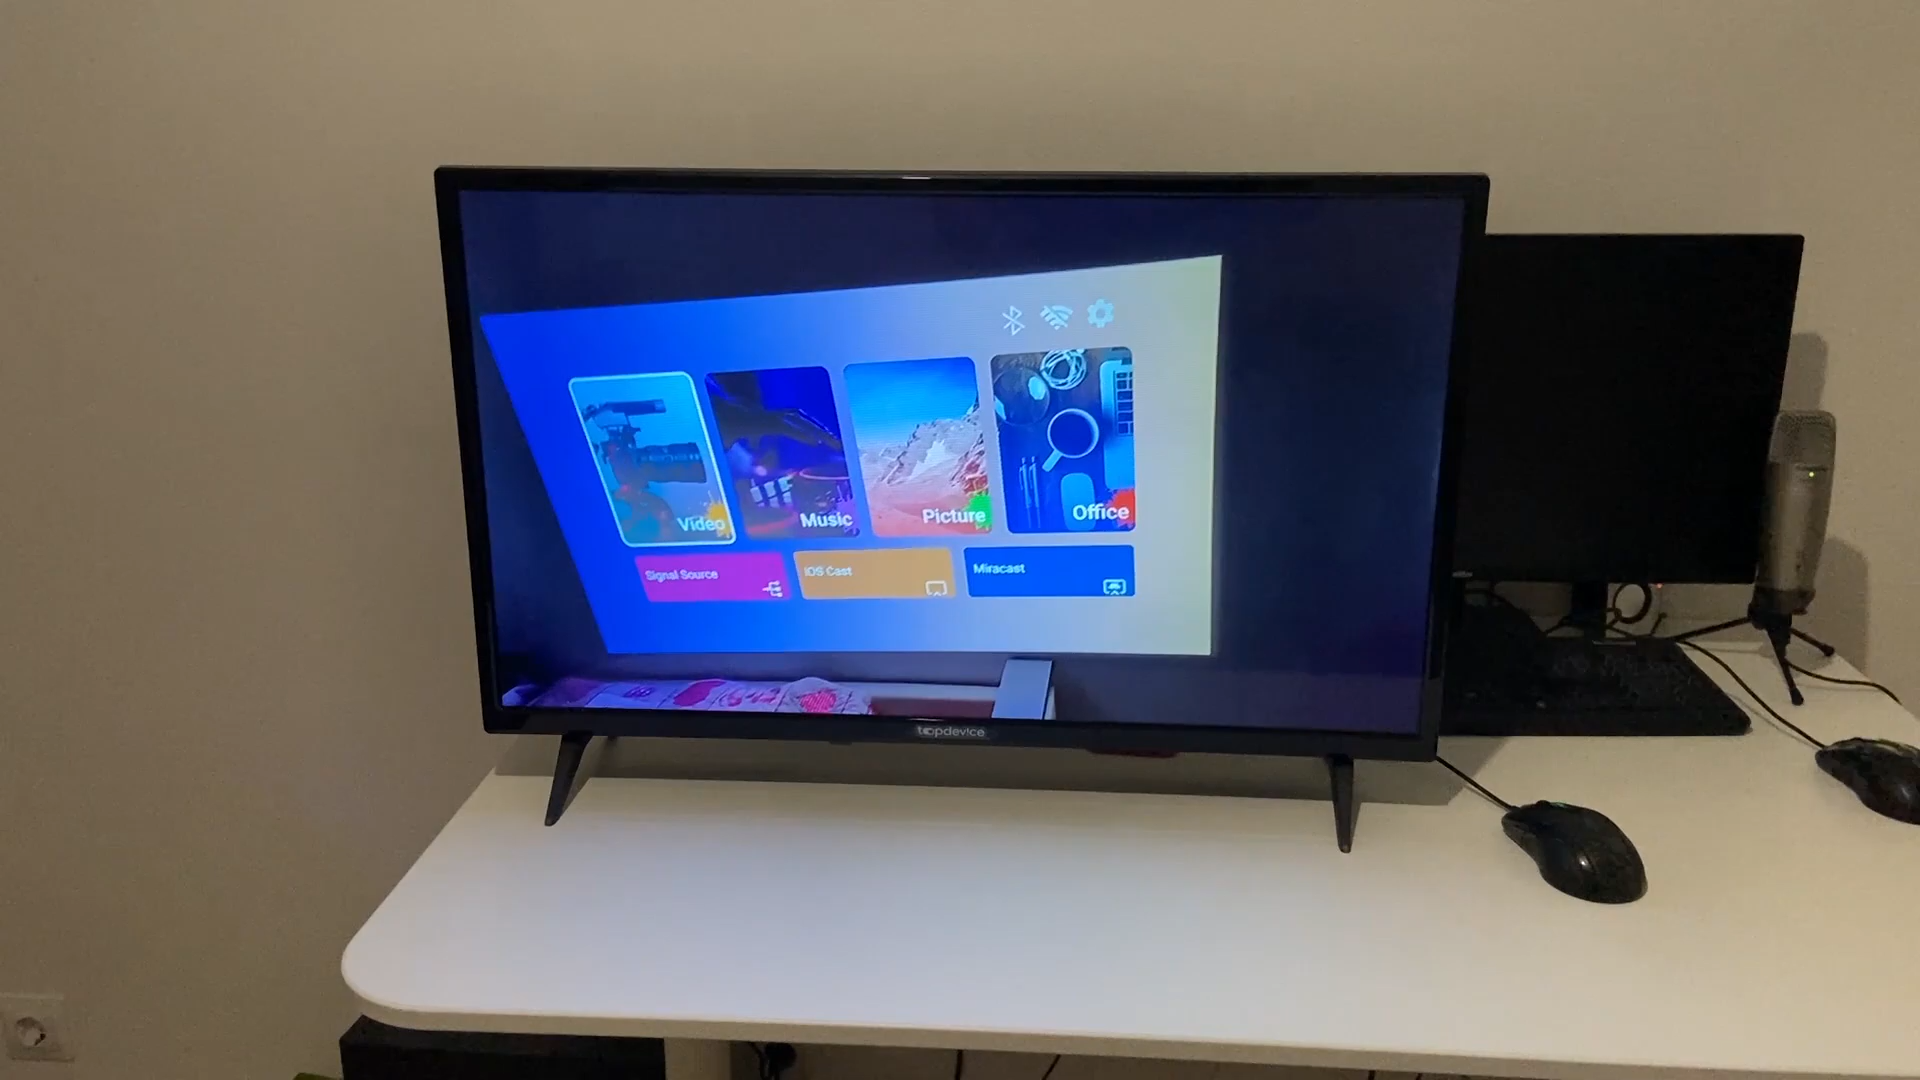 Video
Music
Picture
Office
Signal Source
iOS Cast
Miracast
topdevice